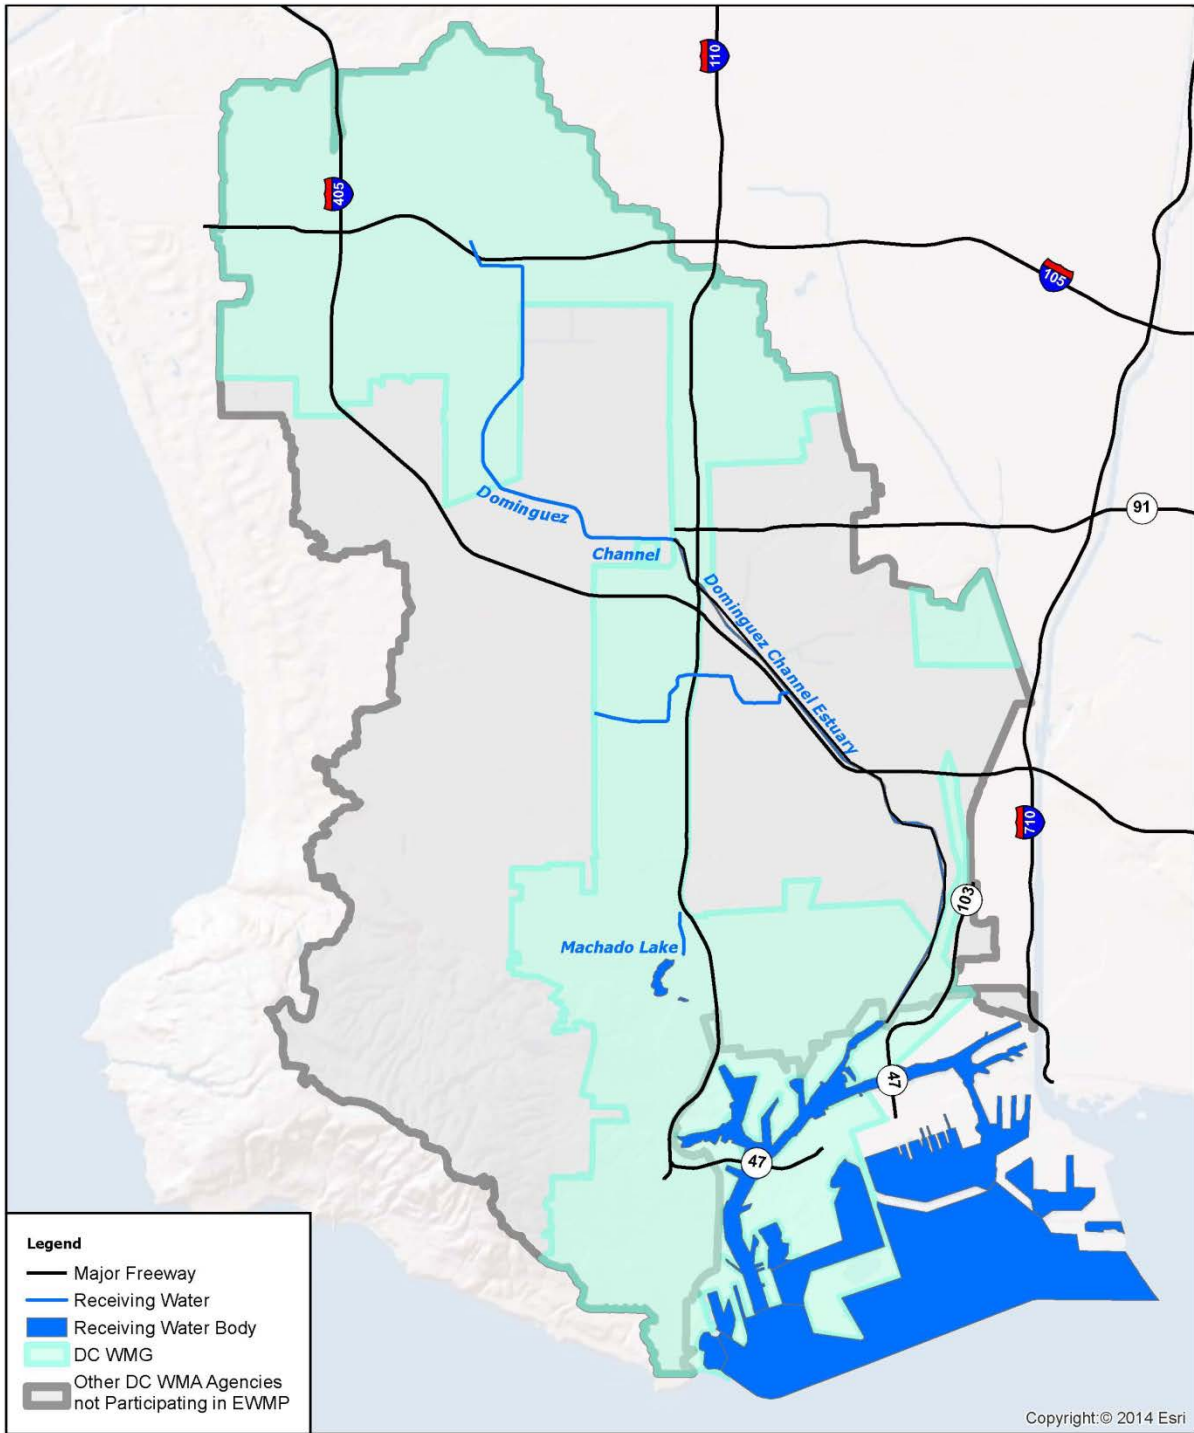 110
405
105
91
Dominguez
Channel
Dominguez Channel Estuary
710
103
Machado Lake
47
47
Legend
Major Freeway
Receiving Water
Receiving Water Body
DC WMG
Other DC WMA Agencies
not Participating in EWMP
Copyright:© 2014 Esri